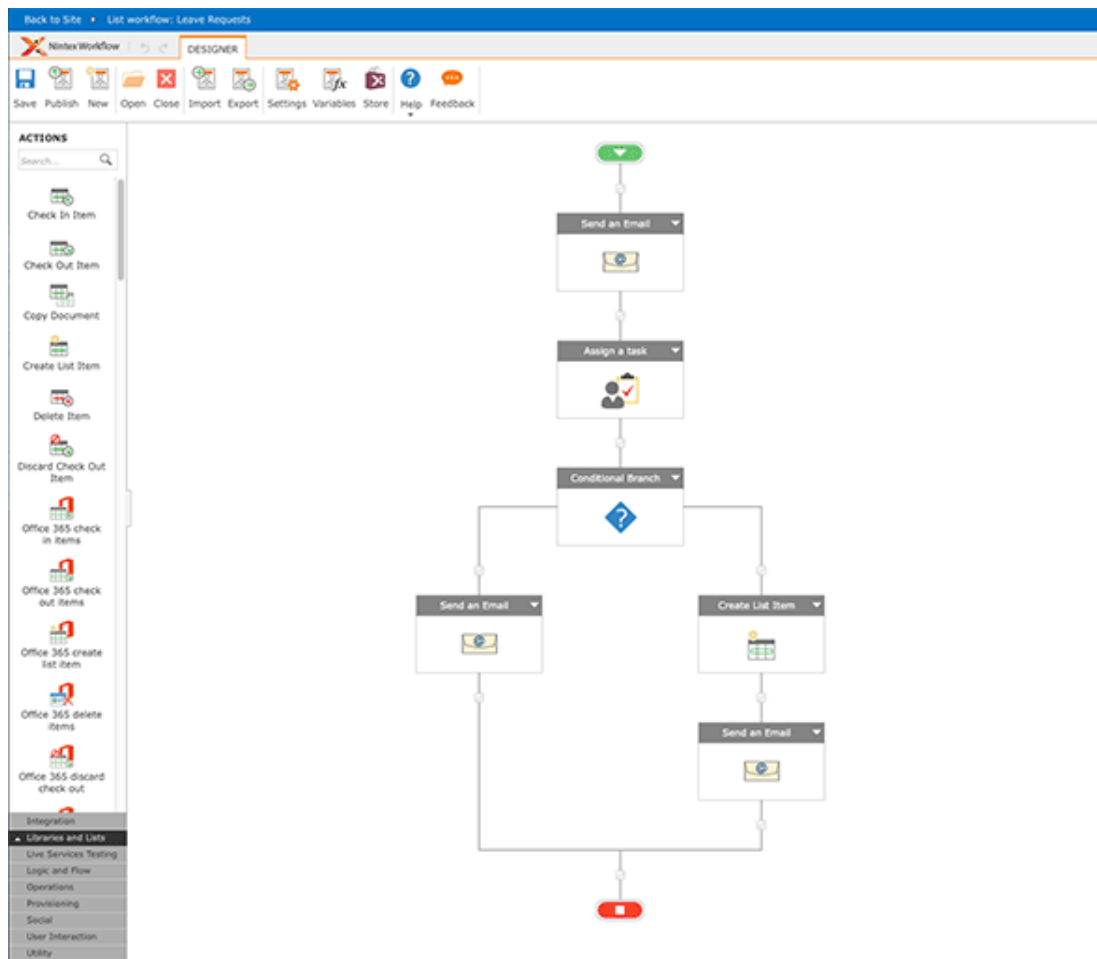 Back to Site ▸ List workflow: Leave Requests
Nintex Workflow
DESIGNER
Save Publish New Open Close Import Export Settings Variables Store Help Feedback
ACTIONS
Search...
Check In Item
Check Out Item
Copy Document
Create List Item
Delete Item
Discard Check Out
Item
Office 365 check
in items
Office 365 check
out items
Office 365 create
list item
Office 365 delete
items
Office 365 discard
check out
Integration
Libraries and Lists
Live Services Testing
Logic and Flow
Operations
Provisioning
Social
User Interaction
Utility
Send an Email
Assign a task
Conditional Branch
Send an Email
Create List Item
Send an Email